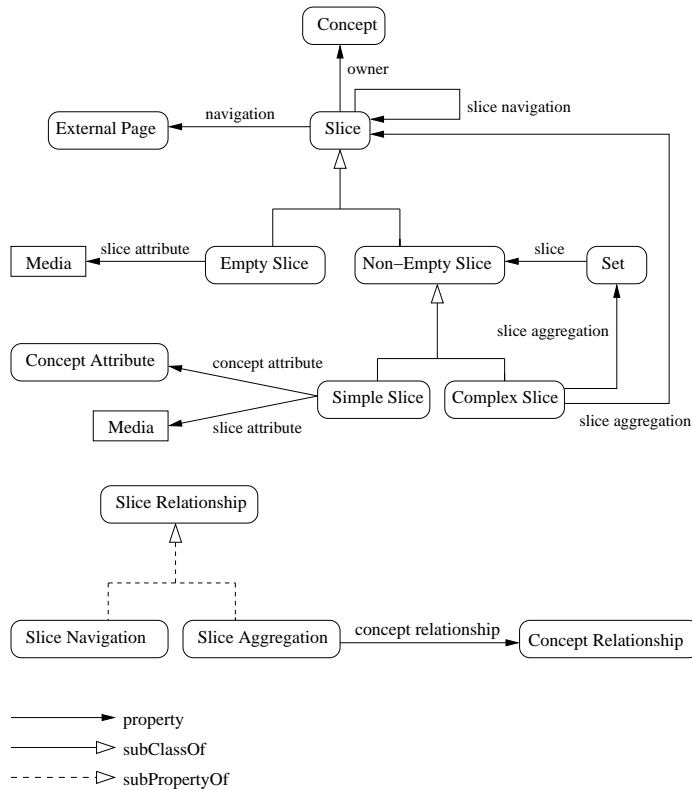 Concept
owner
slice navigation
navigation
External Page
Slice
slice attribute
slice
Media
Empty Slice
Non−Empty Slice
Set
slice aggregation
Concept Attribute
concept attribute
Simple Slice
Complex Slice
Media
slice attribute
slice aggregation
Slice Relationship
Slice Navigation
Slice Aggregation
concept relationship
Concept Relationship
property
subClassOf
subPropertyOf